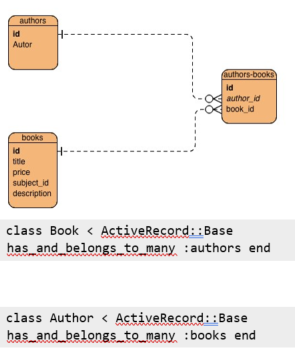 authors
id
Autor
authors-books
id
author_id
book_id
books
id
title
price
subject_id
description
class Book < ActiveRecord::Base
has_and_belongs_to_many :authors end
class Author < ActiveRecord::Base
has_and_belongs_to_many :books end